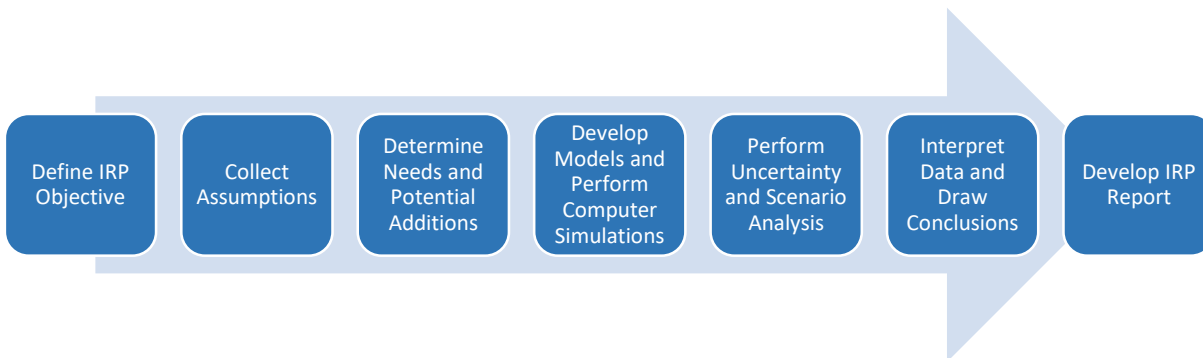 Define IRP
Objective
Collect
Assumptions
Determine
Needs and
Potential
Additions
Develop
Models and
Perform
Computer
Simulations
Perform
Uncertainty
and Scenario
Analysis
Interpret
Data and
Draw
Conclusions
Develop IRP
Report